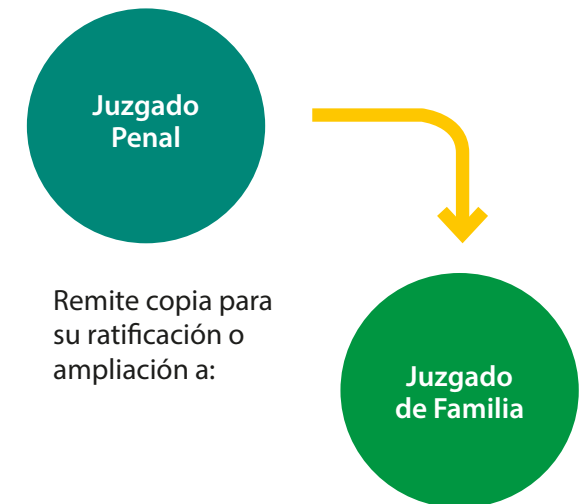 Juzgado
Penal
Remite copia para
su ratificación o
ampliación a:
Juzgado
de Familia